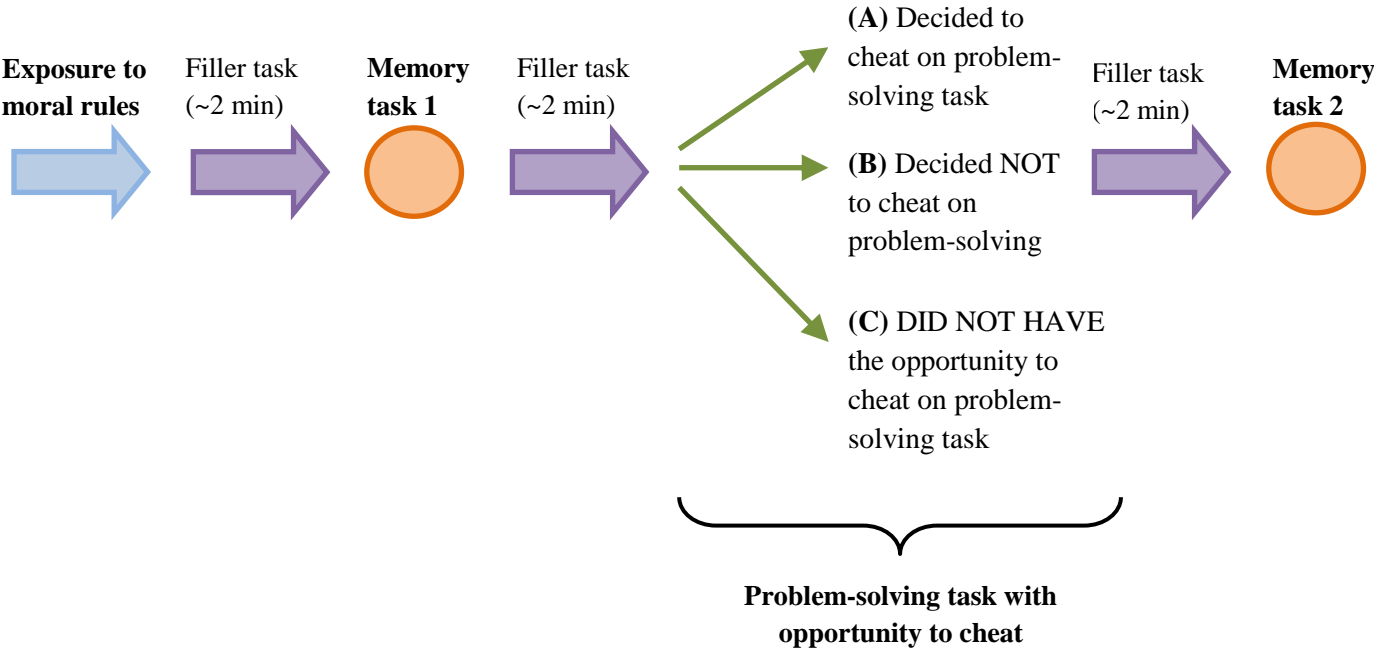 Exposure to
moral rules
Filler task
(~2 min)
Memory
task 1
Filler task
(~2 min)
(A) Decided to
cheat on problem-
solving task
(B) Decided NOT
to cheat on
problem-solving
(C) DID NOT HAVE
the opportunity to
cheat on problem-
solving task
Filler task
(~2 min)
Memory
task 2
Problem-solving task with
opportunity to cheat